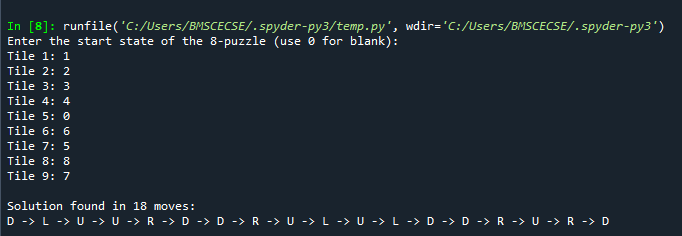 In [8]: runfile('C:/Users/BMSCECSE/.spyder-py3/temp.py', wdir='C:/Users/BMSCECSE/.spyder-py3')
Enter the start state of the 8-puzzle (use 0 for blank):
Tile 1: 1
Tile 2: 2
Tile 3: 3
Tile 4: 4
Tile 5: 0
Tile 6: 6
Tile 7: 5
Tile 8: 8
Tile 9: 7
Solution found in 18 moves:
D -> L -> U -> U -> R -> D -> D -> R -> U -> L -> U -> L -> D -> D -> R -> U -> R -> D